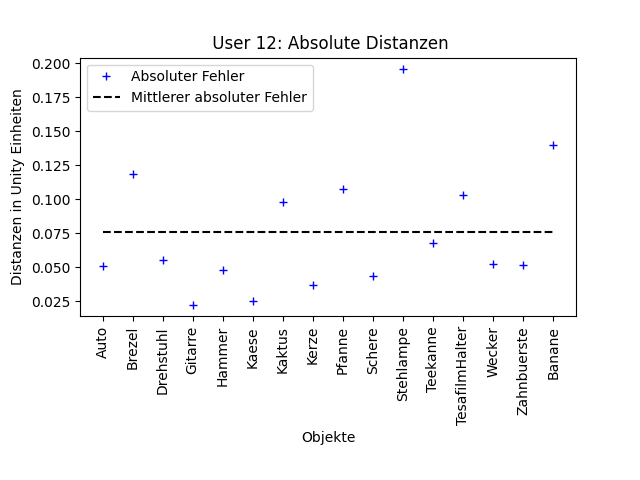 User 12: Absolute Distanzen
Absoluter Fehler
Mittlerer absoluter Fehler
Distanzen in Unity Einheiten
0.200
0.175
0.150
0.125
0.100
0.075
0.050
0.025
Auto
Brezel
Drehstuhl
Gitarre
Hammer
Kaese
Kaktus
Kerze
Pfanne
Schere
Stehlampe
Teekanne
TesafilmHalter
Wecker
Zahnbuerste
Banane
Objekte